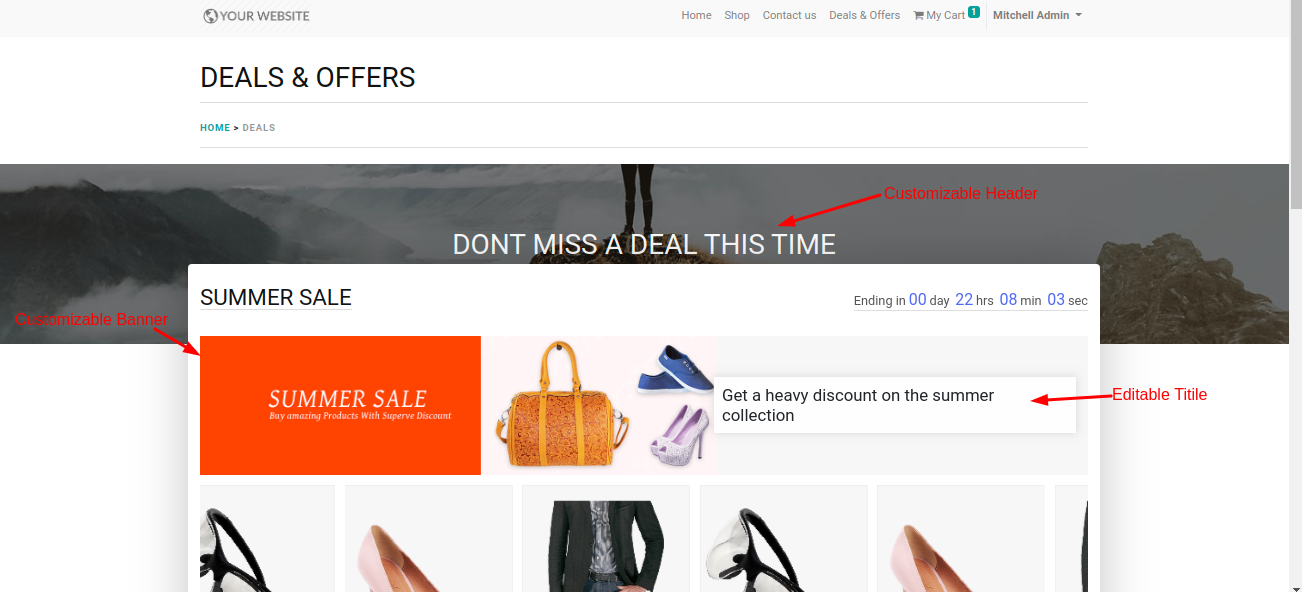 YOUR WEBSITE
Home Shop Contact us Deals & Offers My Cart 1 Mitchell Admin
DEALS & OFFERS
HOME > DEALS
Customizable Header
DONT MISS A DEAL THIS TIME
SUMMER SALE
Ending in 00 day 22 hrs 08 min 03 sec
Customizable Banner
SUMMER SALE
Buy amazing Products With Superve Discount
Get a heavy discount on the summer
collection
Editable Titile